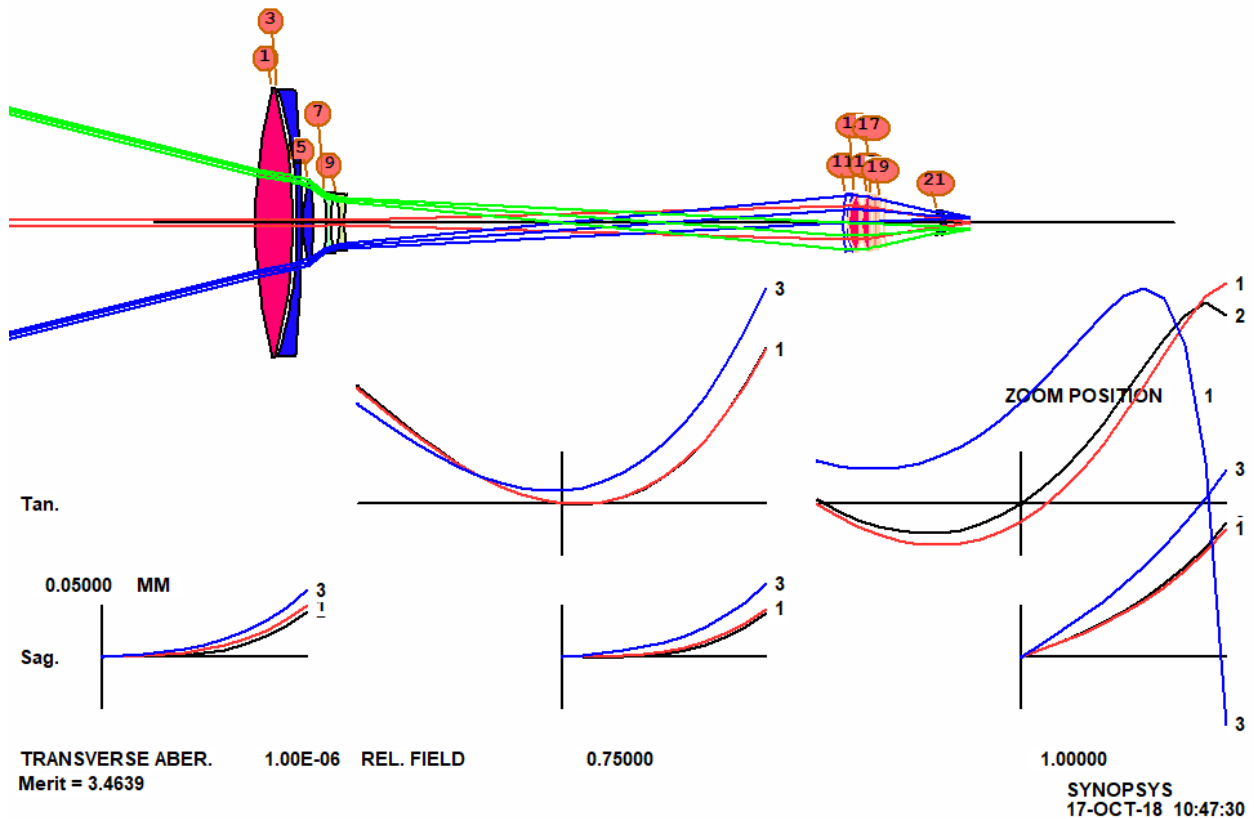 3
1
7
5
9
1 17
11 1 19
21
3
1
1
2
ZOOM POSITION 1
3
1
3
Tan.
0.05000 MM
3
1
3
1
Sag.
TRANSVERSE ABER. 1.00E-06 REL. FIELD 0.75000 1.00000
Merit = 3.4639
SYNOPSYS
17-OCT-18 10:47:30